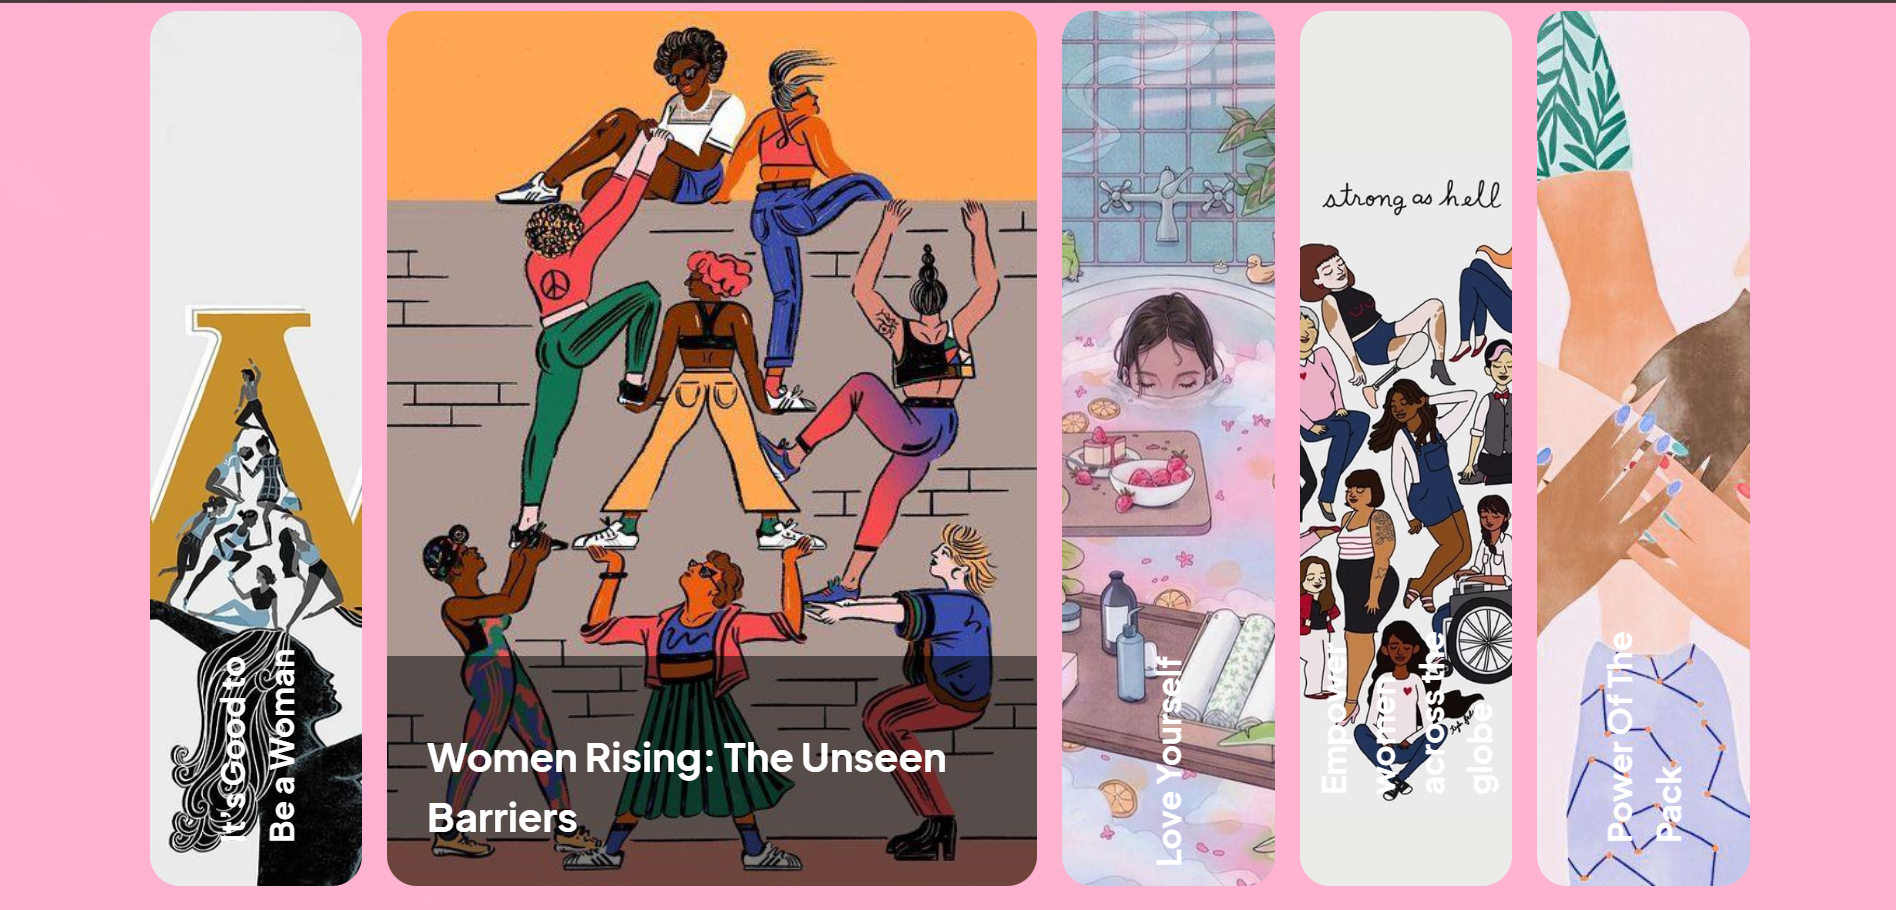 It's Good to
Be a Woman
Women Rising: The Unseen
Barriers
Love Yourself
strong as hell
Empower
women
across the
globe
Power Of The
Pack